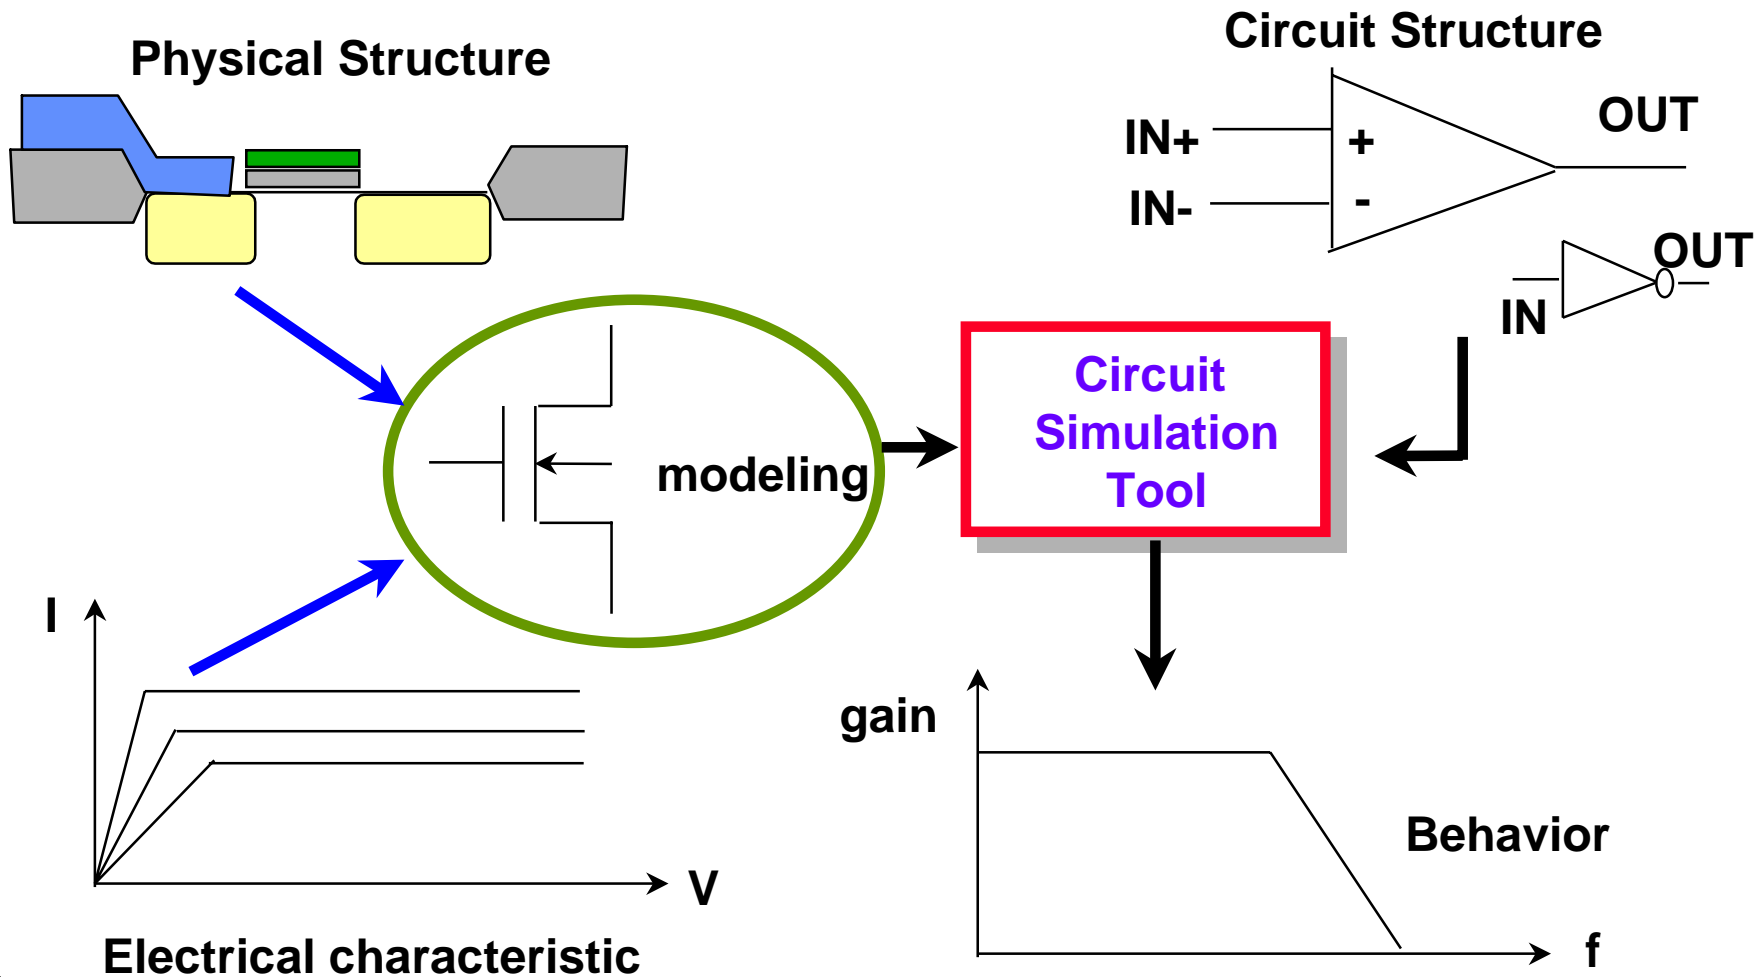 Physical Structure
Circuit Structure
IN+
+
OUT
IN-
-
OUT
IN
Circuit
Simulation
Tool
modeling
I
V
Electrical characteristic
gain
Behavior
f